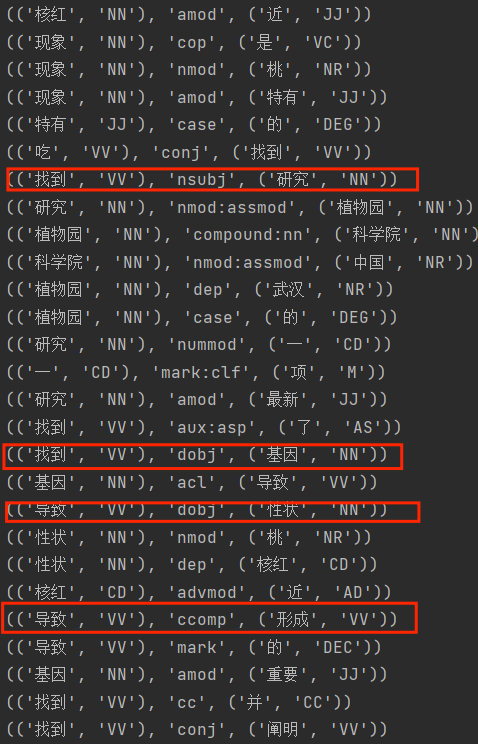 (('核红', 'NN'), 'amod', ('近', 'JJ'))
(('现象', 'NN'), 'cop', ('是', 'VC'))
(('现象', 'NN'), 'nmod', ('桃', 'NR'))
(('现象', 'NN'), 'amod', ('特有', 'JJ'))
(('特有', 'JJ'), 'case', ('的', 'DEG'))
(('吃', 'VV'), 'conj', ('找到', 'VV'))
(('找到', 'VV'), 'nsubj', ('研究', 'NN'))
(('研究', 'NN'), 'nmod:assmod', ('植物园', 'NN'))
(('植物园', 'NN'), 'compound:nn', ('科学院', 'NN')
(('科学院', 'NN'), 'nmod:assmod', ('中国', 'NR'))
(('植物园', 'NN'), 'dep', ('武汉', 'NR'))
(('植物园', 'NN'), 'case', ('的', 'DEG'))
(('研究', 'NN'), 'nummod', ('一', 'CD'))
(('一', 'CD'), 'mark:clf', ('项', 'M'))
(('研究', 'NN'), 'amod', ('最新', 'JJ'))
(('找到', 'VV'), 'aux:asp', ('了', 'AS'))
(('找到', 'VV'), 'dobj', ('基因', 'NN'))
(('基因', 'NN'), 'acl', ('导致', 'VV'))
(('导致', 'VV'), 'dobj', ('性状', 'NN'))
(('性状', 'NN'), 'nmod', ('桃', 'NR'))
(('性状', 'NN'), 'dep', ('核红', 'CD'))
(('核红', 'CD'), 'advmod', ('近', 'AD'))
(('导致', 'VV'), 'ccomp', ('形成', 'VV'))
(('导致', 'VV'), 'mark', ('的', 'DEC'))
(('基因', 'NN'), 'amod', ('重要', 'JJ'))
(('找到', 'VV'), 'cc', ('并', 'CC'))
(('找到', 'VV'), 'conj', ('阐明', 'VV'))